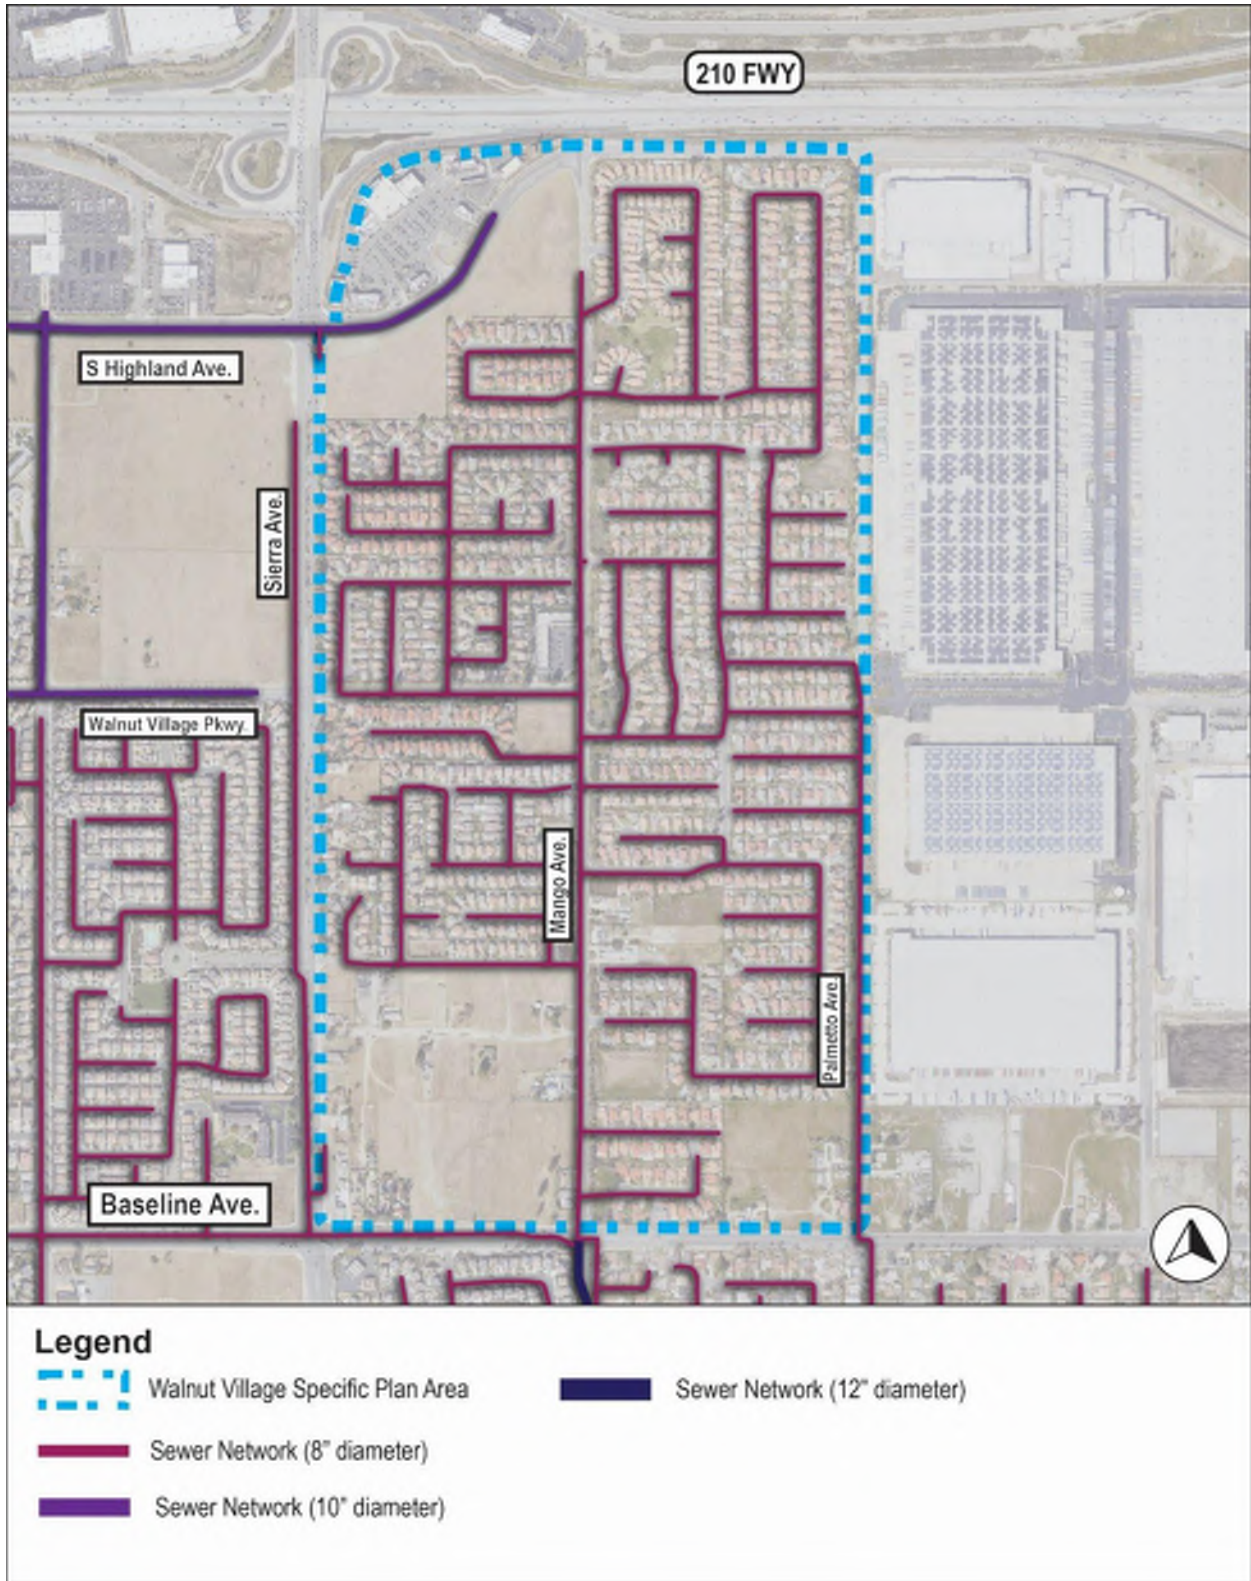 210 FWY
S Highland Ave.
Sierra Ave.
Walnut Village Pkwy.
Mango Ave.
Palmetto Ave.
Baseline Ave.
Legend
Walnut Village Specific Plan Area
Sewer Network (12" diameter)
Sewer Network (8" diameter)
Sewer Network (10" diameter)